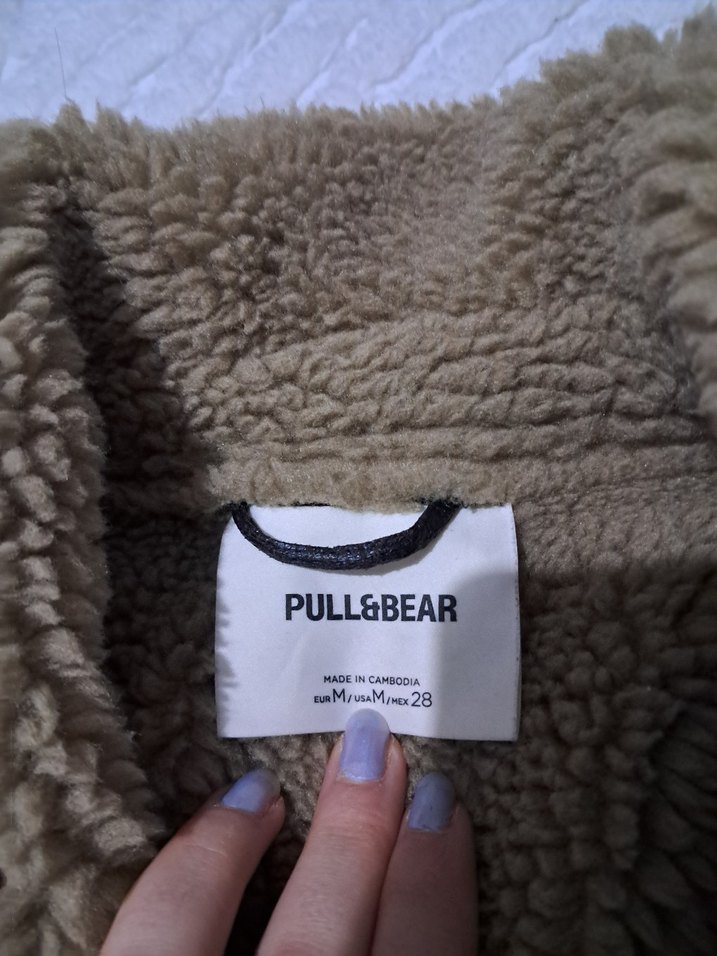 PULL&BEAR
MADE IN CAMBODIA
EUR M / USA M / MEX 28